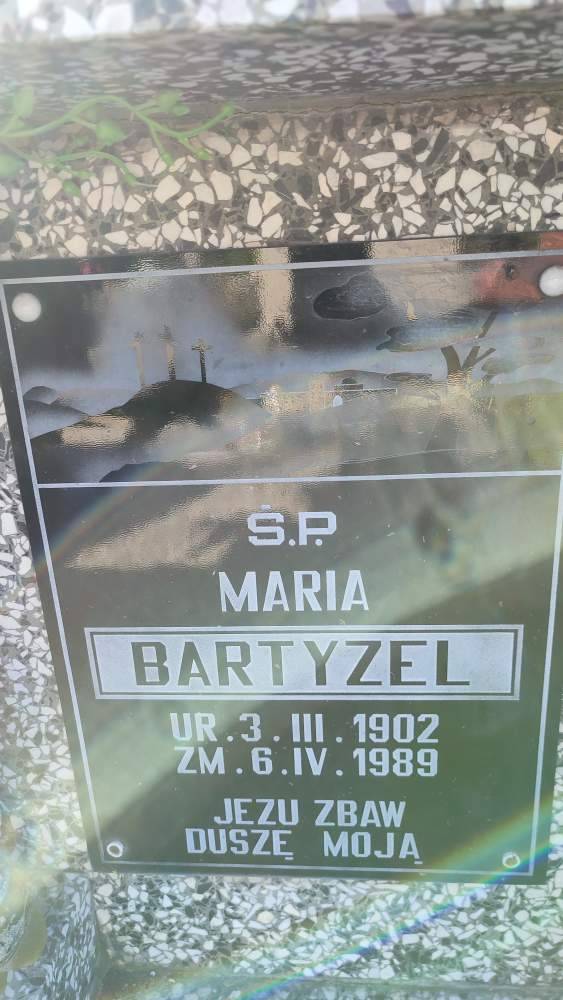 Ś.P.
MARIA
BARTYZEL
UR. 3. III. 1902
ZM. 6. IV. 1989
JEZU ZBAW
DUSZĘ MOJĄ